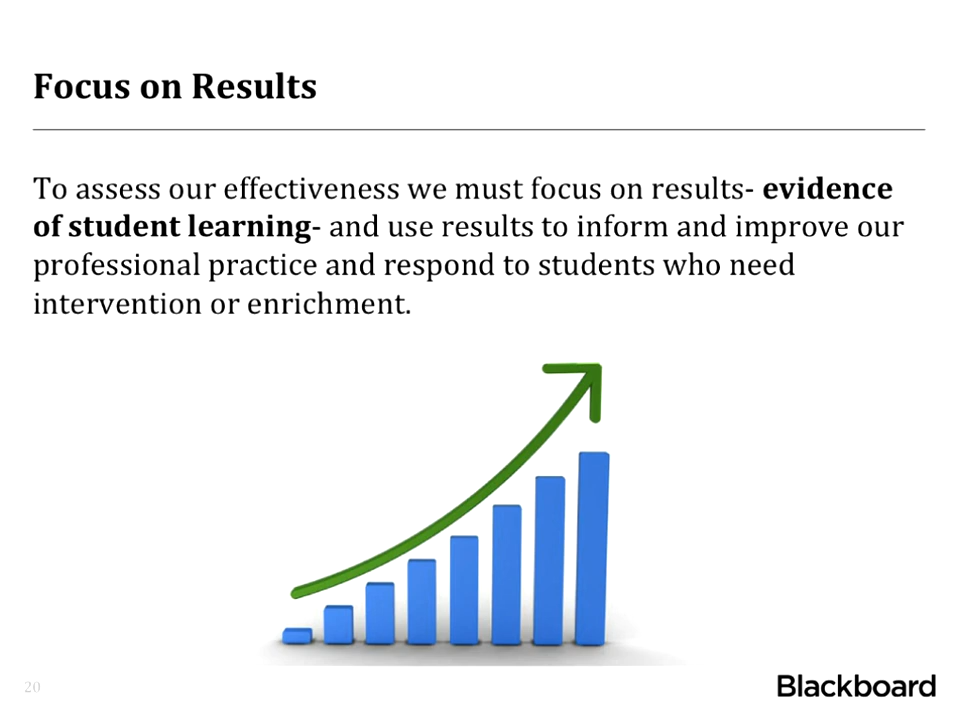 Focus on Results
To assess our effectiveness we must focus on results- evidence
of student learning- and use results to inform and improve our
professional practice and respond to students who need
intervention or enrichment.
20
Blackboard